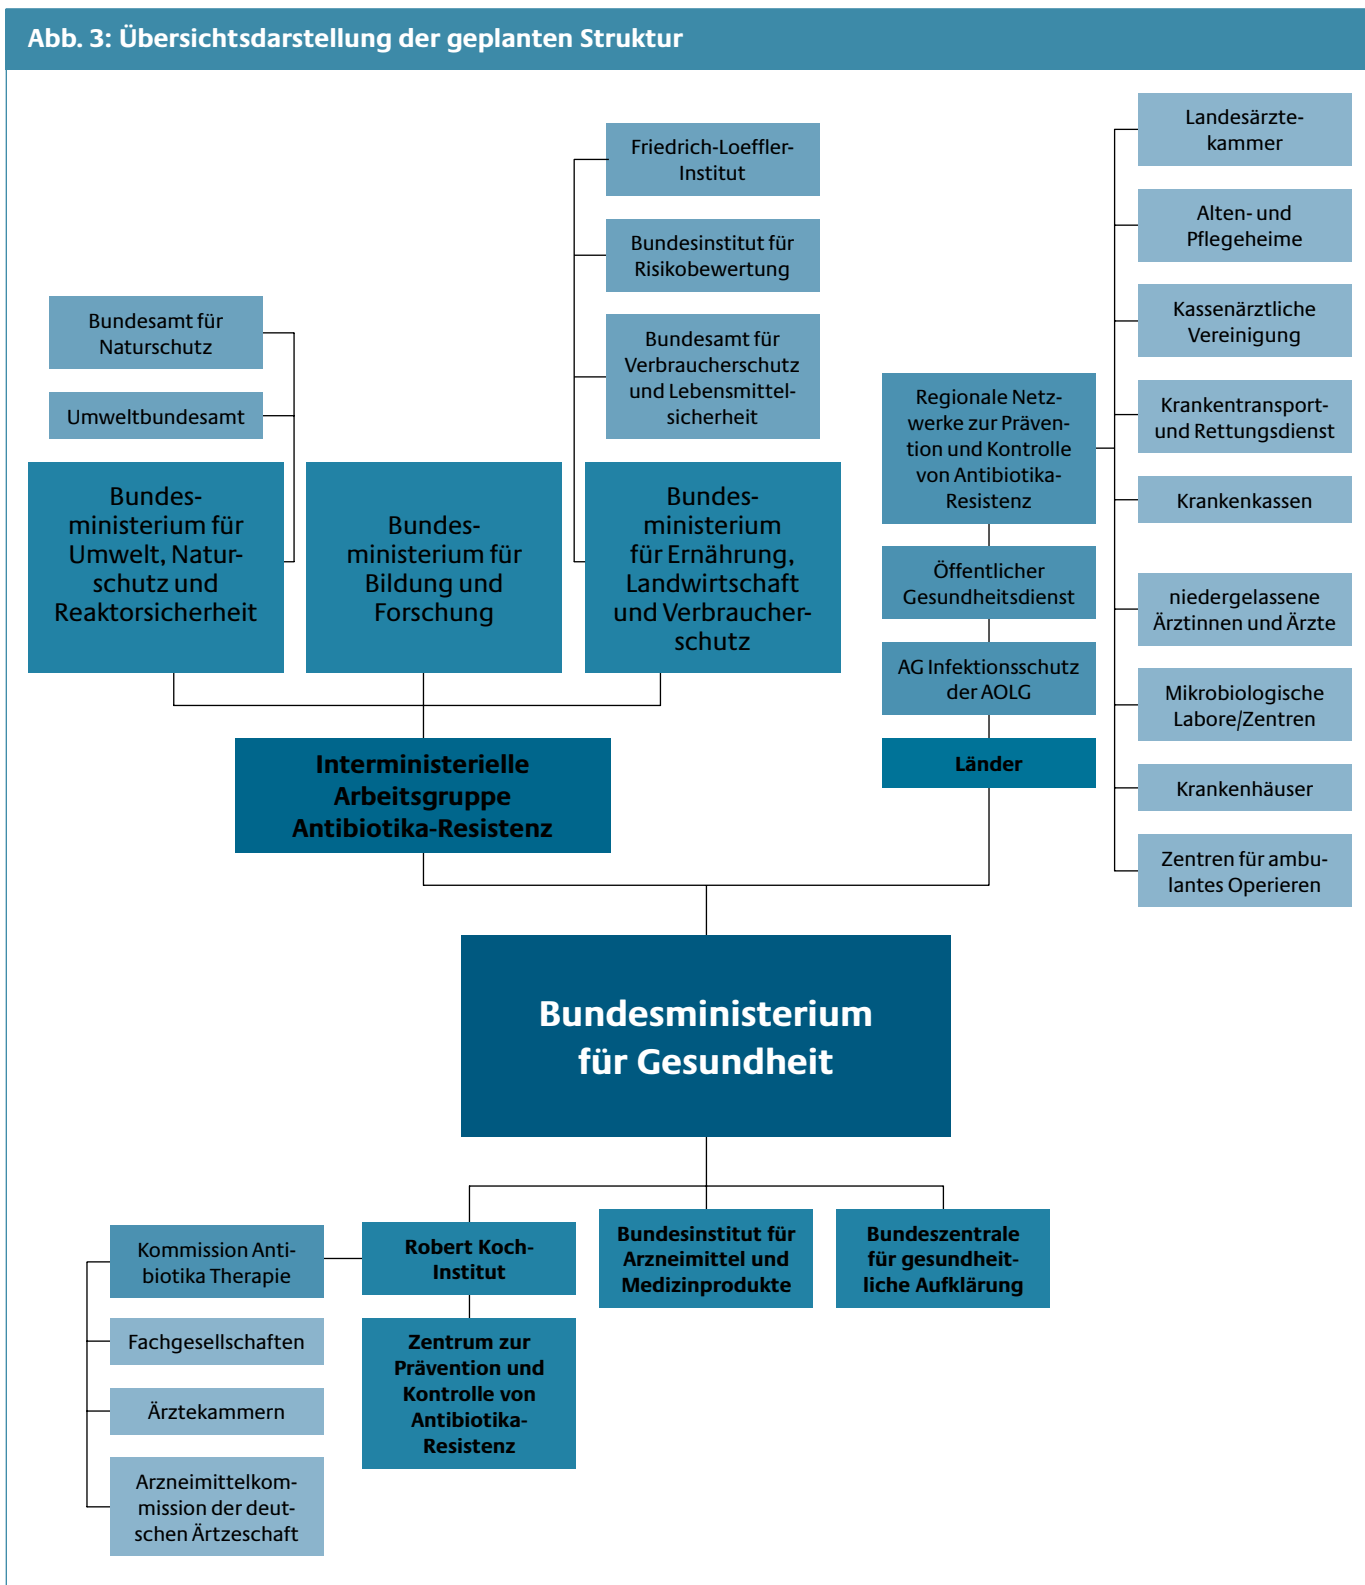 Abb. 3: Übersichtsdarstellung der geplanten Struktur
Friedrich-Loeffler-
Institut
Bundesinstitut für
Risikobewertung
Bundesamt für
Verbraucherschutz
und Lebensmittel-
sicherheit
Bundesamt für
Naturschutz
Umweltbundesamt
Bundes-
ministerium für
Umwelt, Natur-
schutz und
Reaktorsicherheit
Bundes-
ministerium für
Bildung und
Forschung
Bundes-
ministerium
für Ernährung,
Landwirtschaft
und Verbraucher-
schutz
Interministerielle
Arbeitsgruppe
Antibiotika-Resistenz
Regionale Netz-
werke zur Präven-
tion und Kontrolle
von Antibiotika-
Resistenz
Öffentlicher
Gesundheitsdienst
AG Infektionsschutz
der AOLG
Länder
Landesärzte-
kammer
Alten- und
Pflegeheime
Kassenärztliche
Vereinigung
Krankentransport-
und Rettungsdienst
Krankenkassen
niedergelassene
Ärztinnen und Ärzte
Mikrobiologische
Labore/Zentren
Krankenhäuser
Zentren für ambu-
lantes Operieren
Bundesministerium
für Gesundheit
Kommission Anti-
biotika Therapie
Fachgesellschaften
Ärztekammern
Arzneimittelkom-
mission der deut-
schen Ärtzeschaft
Robert Koch-
Institut
Zentrum zur
Prävention und
Kontrolle von
Antibiotika-
Resistenz
Bundesinstitut für
Arzneimittel und
Medizinprodukte
Bundeszentrale
für gesundheit-
liche Aufklärung